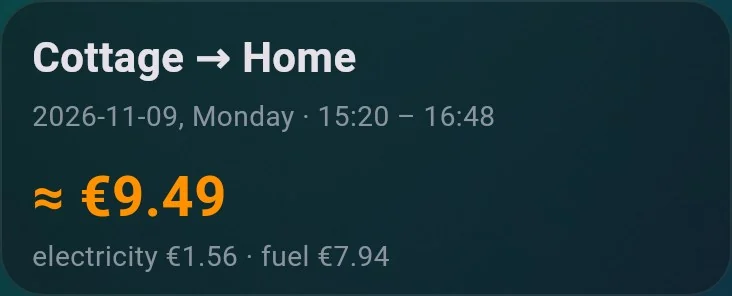 Cottage → Home
2026-11-09, Monday · 15:20 – 16:48
≈ €9.49
electricity €1.56 · fuel €7.94